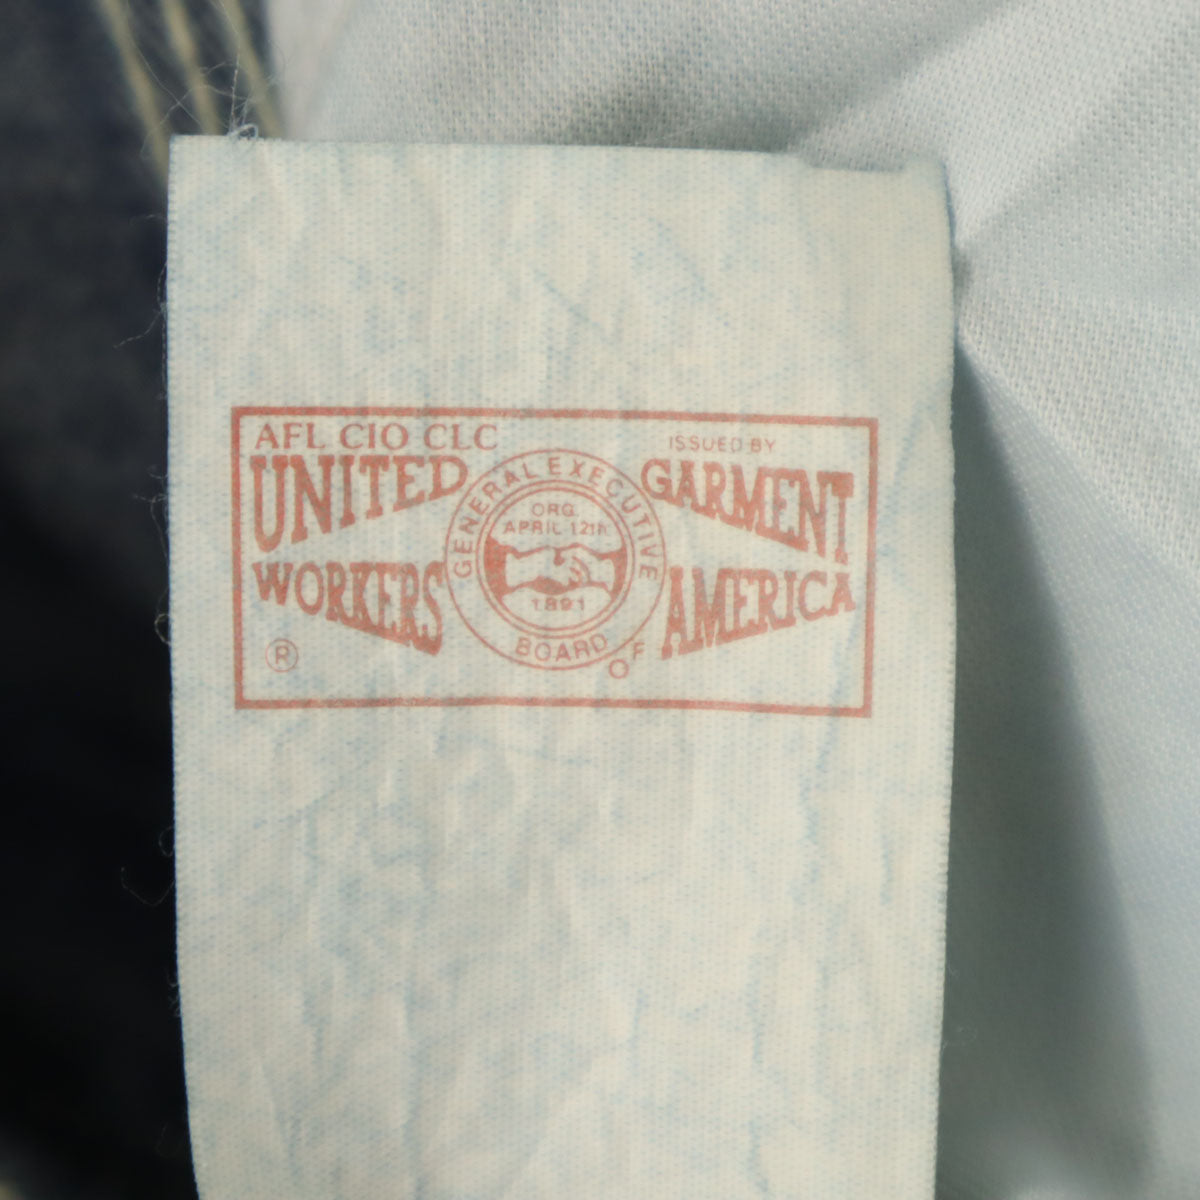 AFL CIO CLC
ISSUED BY
UNITED GARMENT
WORKERS OF AMERICA
GENERAL EXECUTIVE
BOARD
ORG.
APRIL 12th.
1891
®